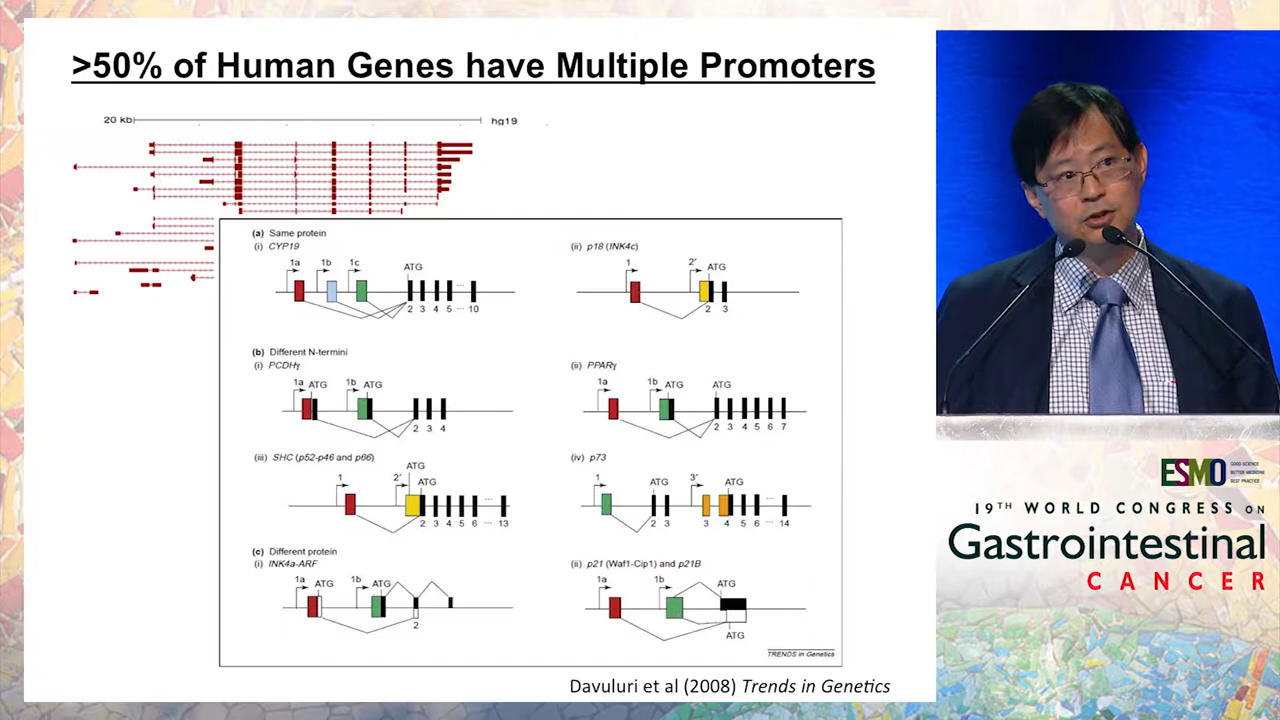 >50% of Human Genes have Multiple Promoters
20 kb
hg19
(a) Same protein
(i) CYP19
(ii) p18 (INK4c)
1a 1b 1c ATG
1 2' ATG
2 3 4 5 ... 10
2 3
(b) Different N-termini
(i) PCDHγ
(ii) PPARγ
1a ATG 1b ATG
1a 1b ATG ATG
2 3 4
2 3 4 5 6 7
(iii) SHC (p52-p46 and p66)
(iv) p73
ATG
1 2' ATG
1 ATG 3' ATG
2 3 4 5 6 ... 13
2 3 3 4 5 6 ... 14
(c) Different protein
(i) INK4a-ARF
(ii) p21 (Waf1-Cip1) and p21B
1a ATG 1b ATG
1a 1b ATG
2
ATG
TRENDS in Genetics
Davuluri et al (2008) Trends in Genetics
ESMO
GOOD SCIENCE
BETTER MEDICINE
BEST PRACTICE
19TH WORLD CONGRESS ON
Gastrointestinal
CANCER